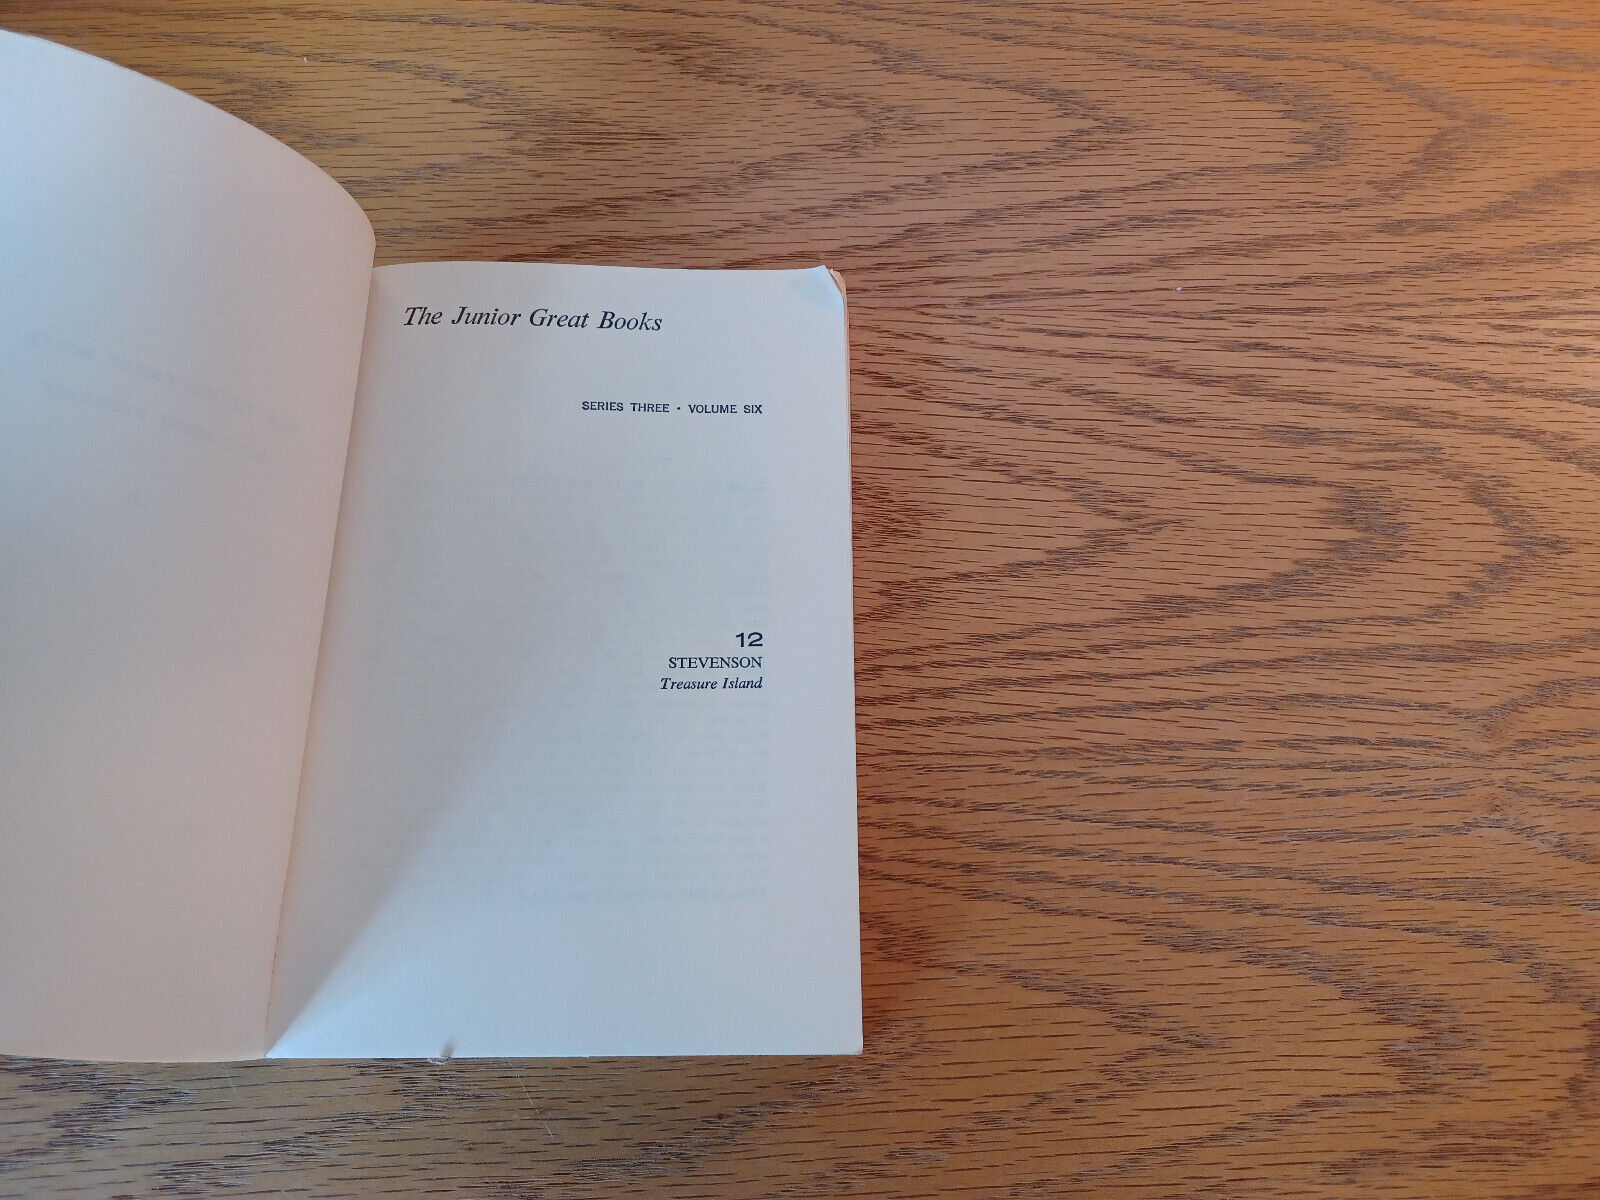 The Junior Great Books
SERIES THREE • VOLUME SIX
12
STEVENSON
Treasure Island